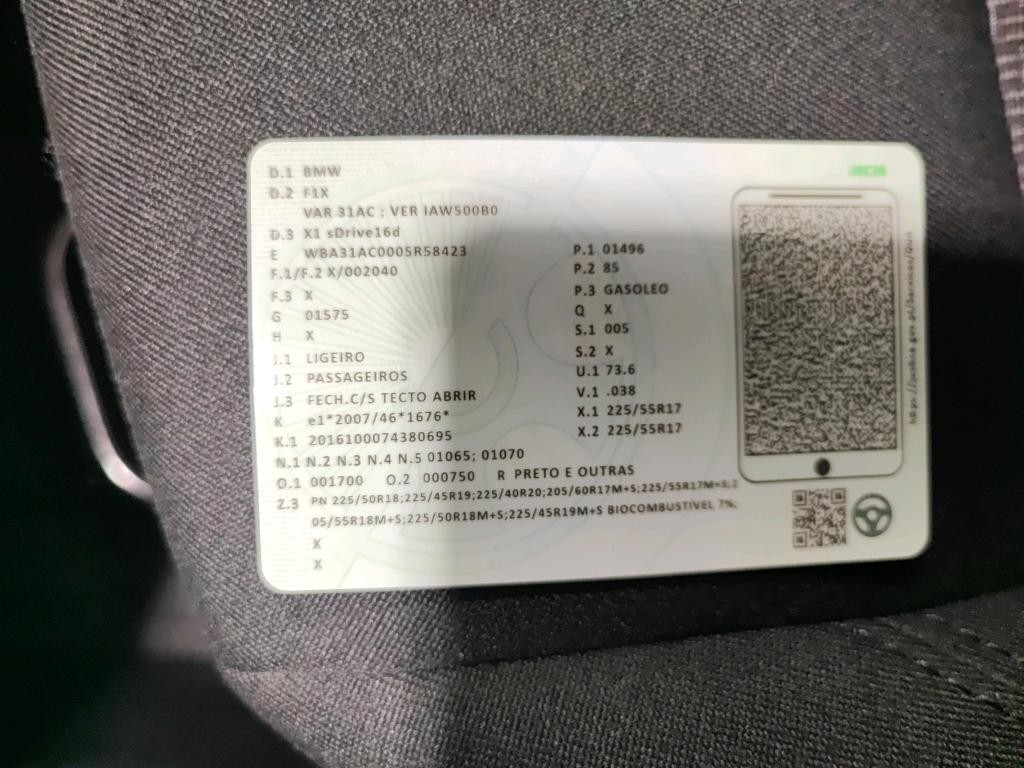 INCM
D.1 BMW
D.2 F1X
VAR 31AC ; VER IAW500B0
D.3 X1 sDrive16d
E WBA31AC0005R58423
F.1/F.2 X/002040
F.3 X
G 01575
H X
J.1 LIGEIRO
J.2 PASSAGEIROS
J.3 FECH.C/S TECTO ABRIR
K e1*2007/46*1676*
K.1 2016100074380695
N.1 N.2 N.3 N.4 N.5 01065; 01070
O.1 001700 O.2 000750 R PRETO E OUTRAS
Z.3 PN 225/50R18;225/45R19;225/40R20;205/60R17M+S;225/55R17M+S;2
05/55R18M+S;225/50R18M+S;225/45R19M+S BIOCOMBUSTÍVEL 7%;
X
X
P.1 01496
P.2 85
P.3 GASOLEO
Q X
S.1 005
S.2 X
U.1 73.6
V.1 .038
X.1 225/55R17
X.2 225/55R17